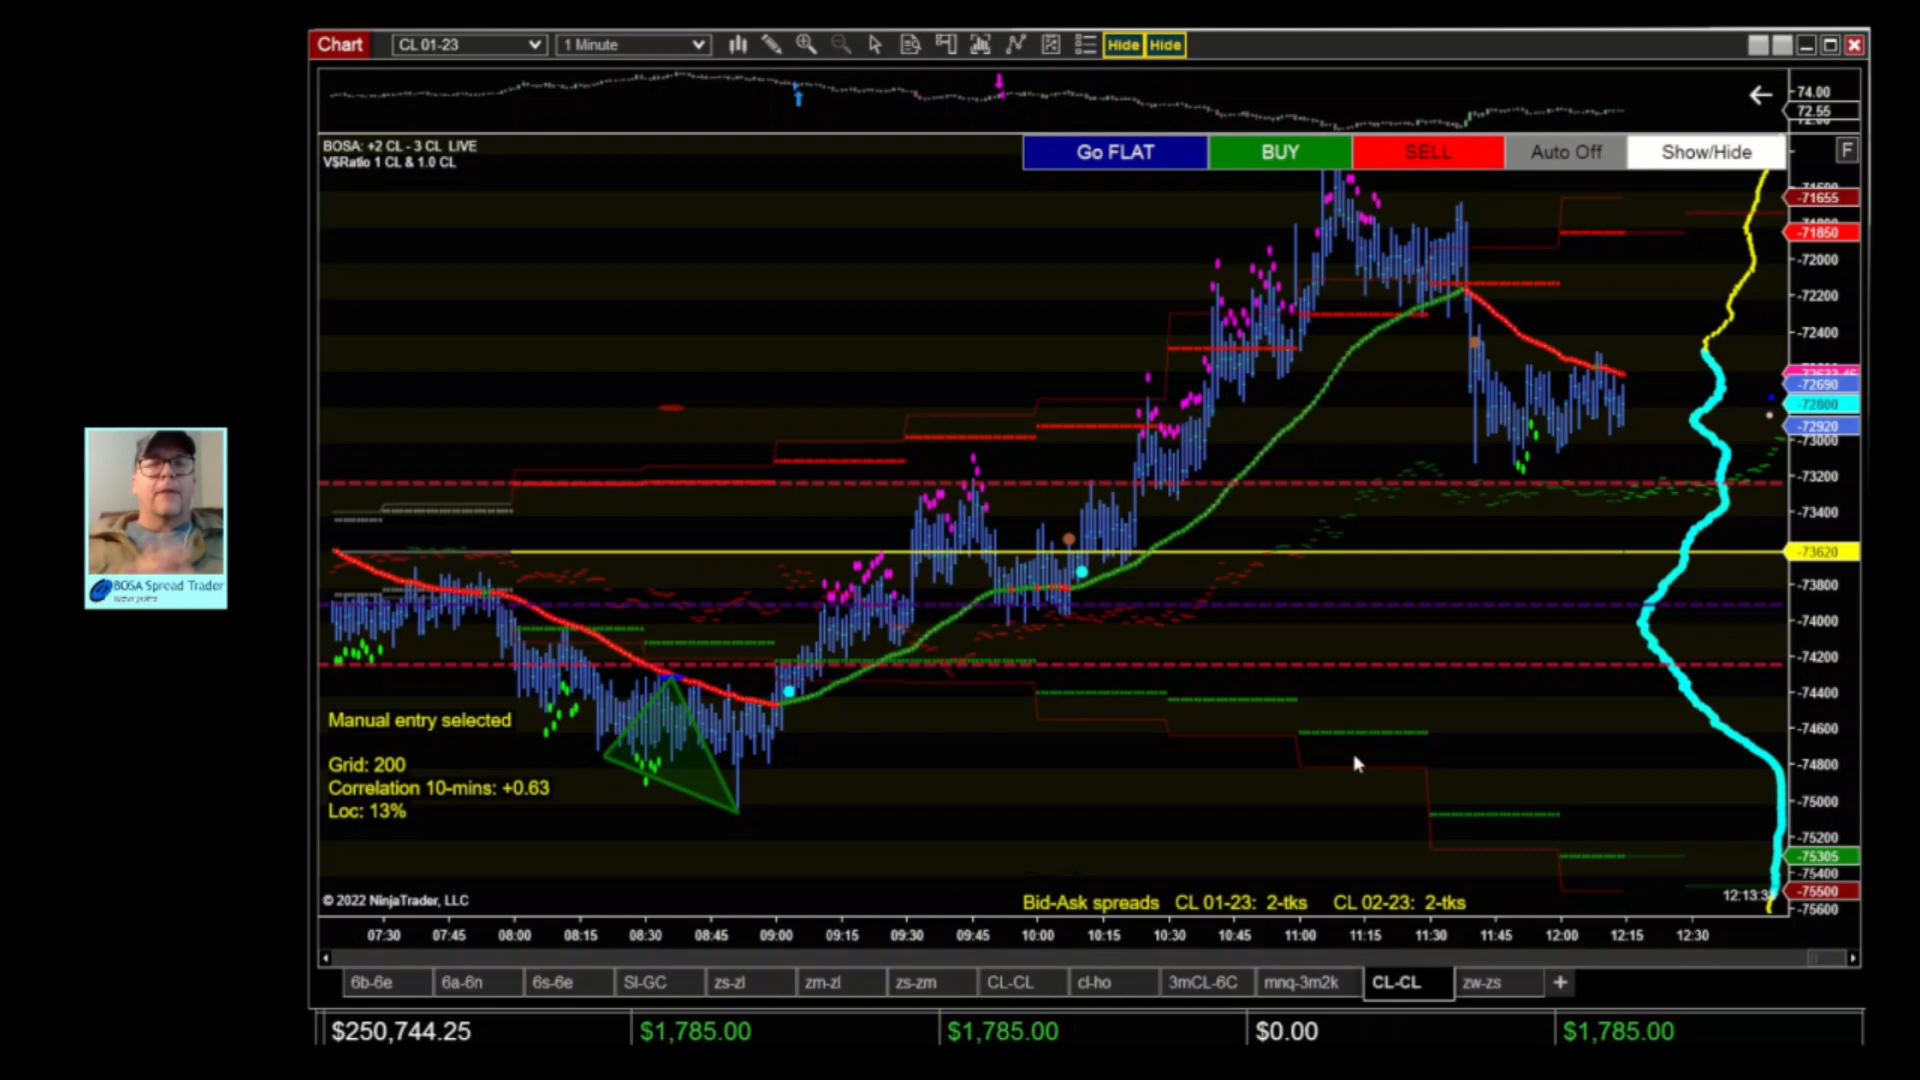 Chart
CL 01-23
1 Minute
Hide
Hide
74.00
72.55
BOSA: +2 CL - 3 CL LIVE
V$Ratio 1 CL & 1.0 CL
Go FLAT
BUY
SELL
Auto Off
Show/Hide
F
-71655
-71850
-72000
-72200
-72400
-72690
-72800
-72920
-73000
-73200
-73400
-73620
-73800
-74000
-74200
-74400
-74600
-74800
-75000
-75200
-75305
-75400
-75500
-75600
BOSA Spread Trader
Manual entry selected
Grid: 200
Correlation 10-mins: +0.63
Loc: 13%
© 2022 NinjaTrader, LLC
Bid-Ask spreads CL 01-23: 2-tks CL 02-23: 2-tks
07:30 07:45 08:00 08:15 08:30 08:45 09:00 09:15 09:30 09:45 10:00 10:15 10:30 10:45 11:00 11:15 11:30 11:45 12:00 12:15 12:30
6b-6e 6a-6n 6s-6e SI-GC zs-zl zm-zl zs-zm CL-CL cl-ho 3mCL-6C mnq-3m2k CL-CL zw-zs +
$250,744.25 $1,785.00 $1,785.00 $0.00 $1,785.00